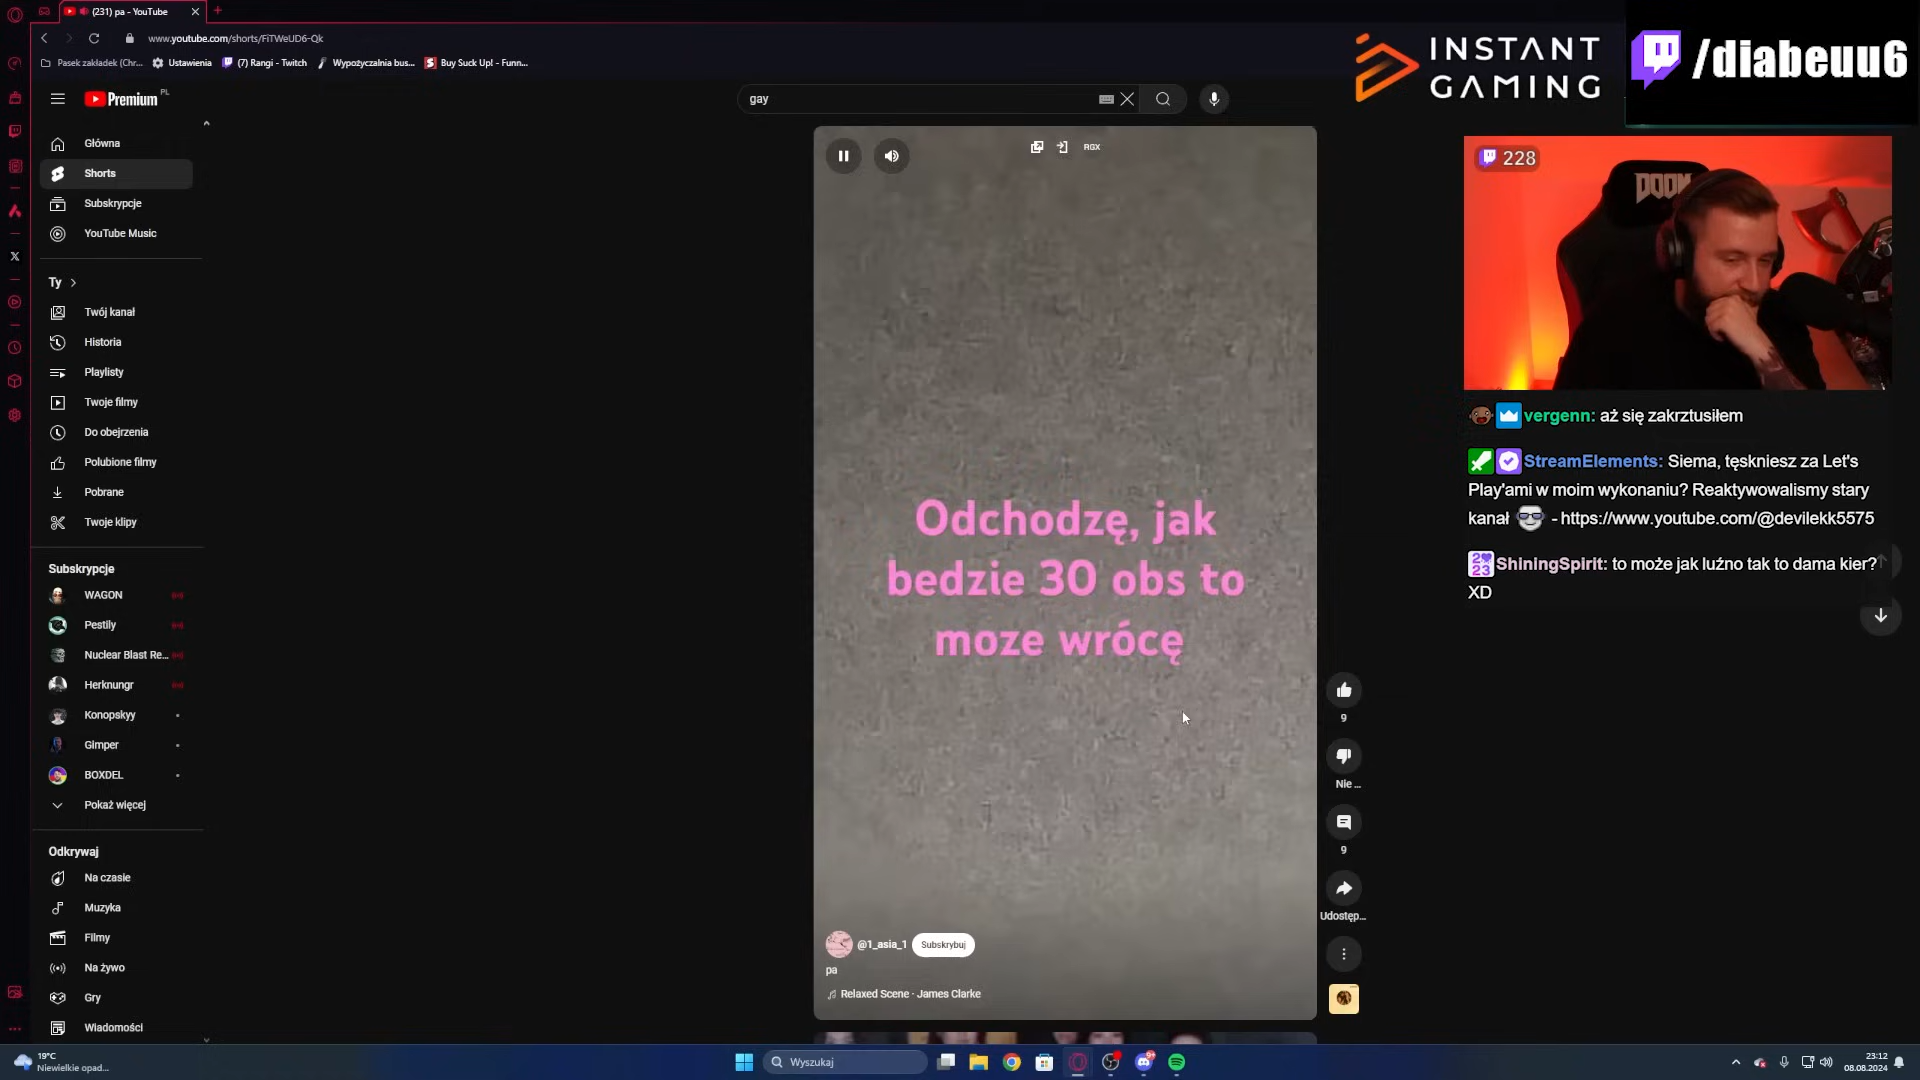 (231) pa - YouTube
www.youtube.com/shorts/FiTWeUD6-Qk
Pasek zakładek (Chr...
Ustawienia
(7) Rangi - Twitch
Wypożyczalnia bus...
Buy Suck Up! - Funn...
Premium PL
gay
INSTANT
GAMING
/diabeuu6
Główna
Shorts
Subskrypcje
YouTube Music
Ty
Twój kanał
Historia
Playlisty
Twoje filmy
Do obejrzenia
Polubione filmy
Pobrane
Twoje klipy
Subskrypcje
WAGON
Pestily
Nuclear Blast Re...
Herknungr
Konopskyy
Gimper
BOXDEL
Pokaż więcej
Odkrywaj
Na czasie
Muzyka
Filmy
Na żywo
Gry
Wiadomości
RGX
Odchodzę, jak
bedzie 30 obs to
moze wrócę
@1_asia_1
Subskrybuj
pa
Relaxed Scene · James Clarke
9
Nie ...
9
Udostęp...
228
DOOM
vergenn: aż się zakrztusiłem
StreamElements: Siema, tęskniesz za Let's
Play'ami w moim wykonaniu? Reaktywowalismy stary
kanał - https://www.youtube.com/@devilekk5575
ShiningSpirit: to może jak luźno tak to dama kier?
XD
19°C
Niewielkie opad...
Wyszukaj
23:12
08.08.2024